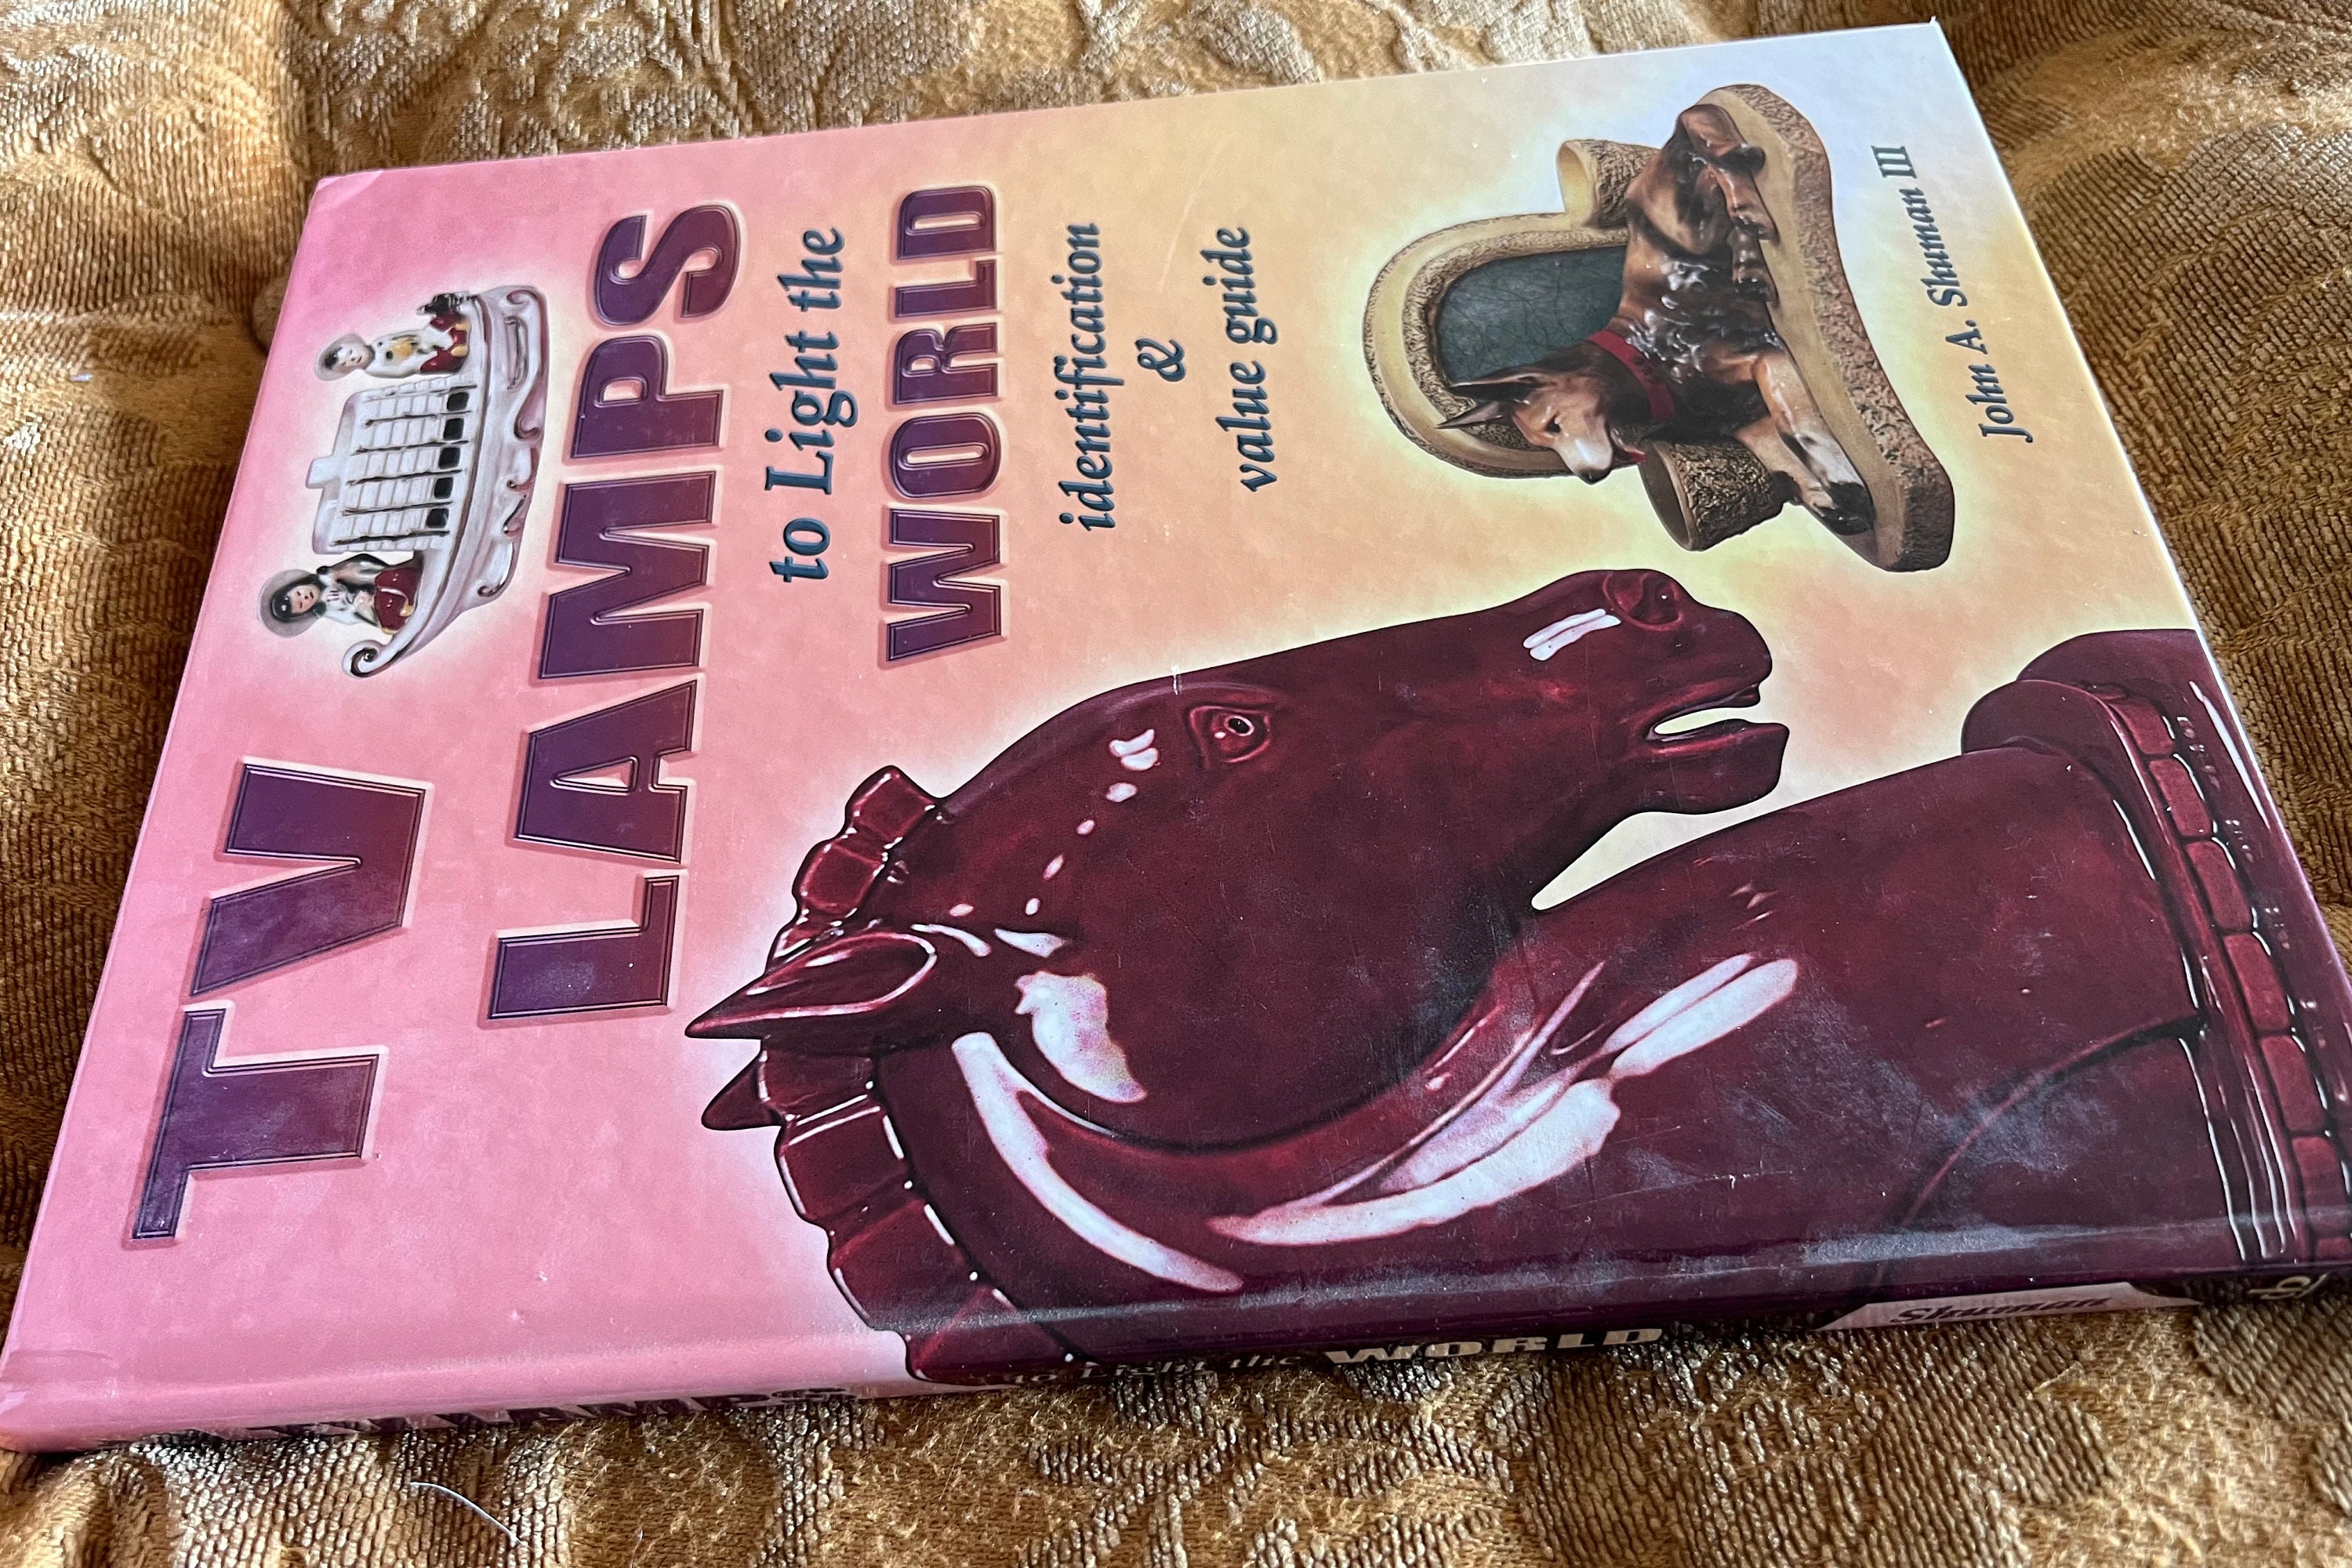 TV
LAMPS
to Light the
WORLD
identification
&
value guide
John A. Shuman III
to Light the WORLD
Shuman